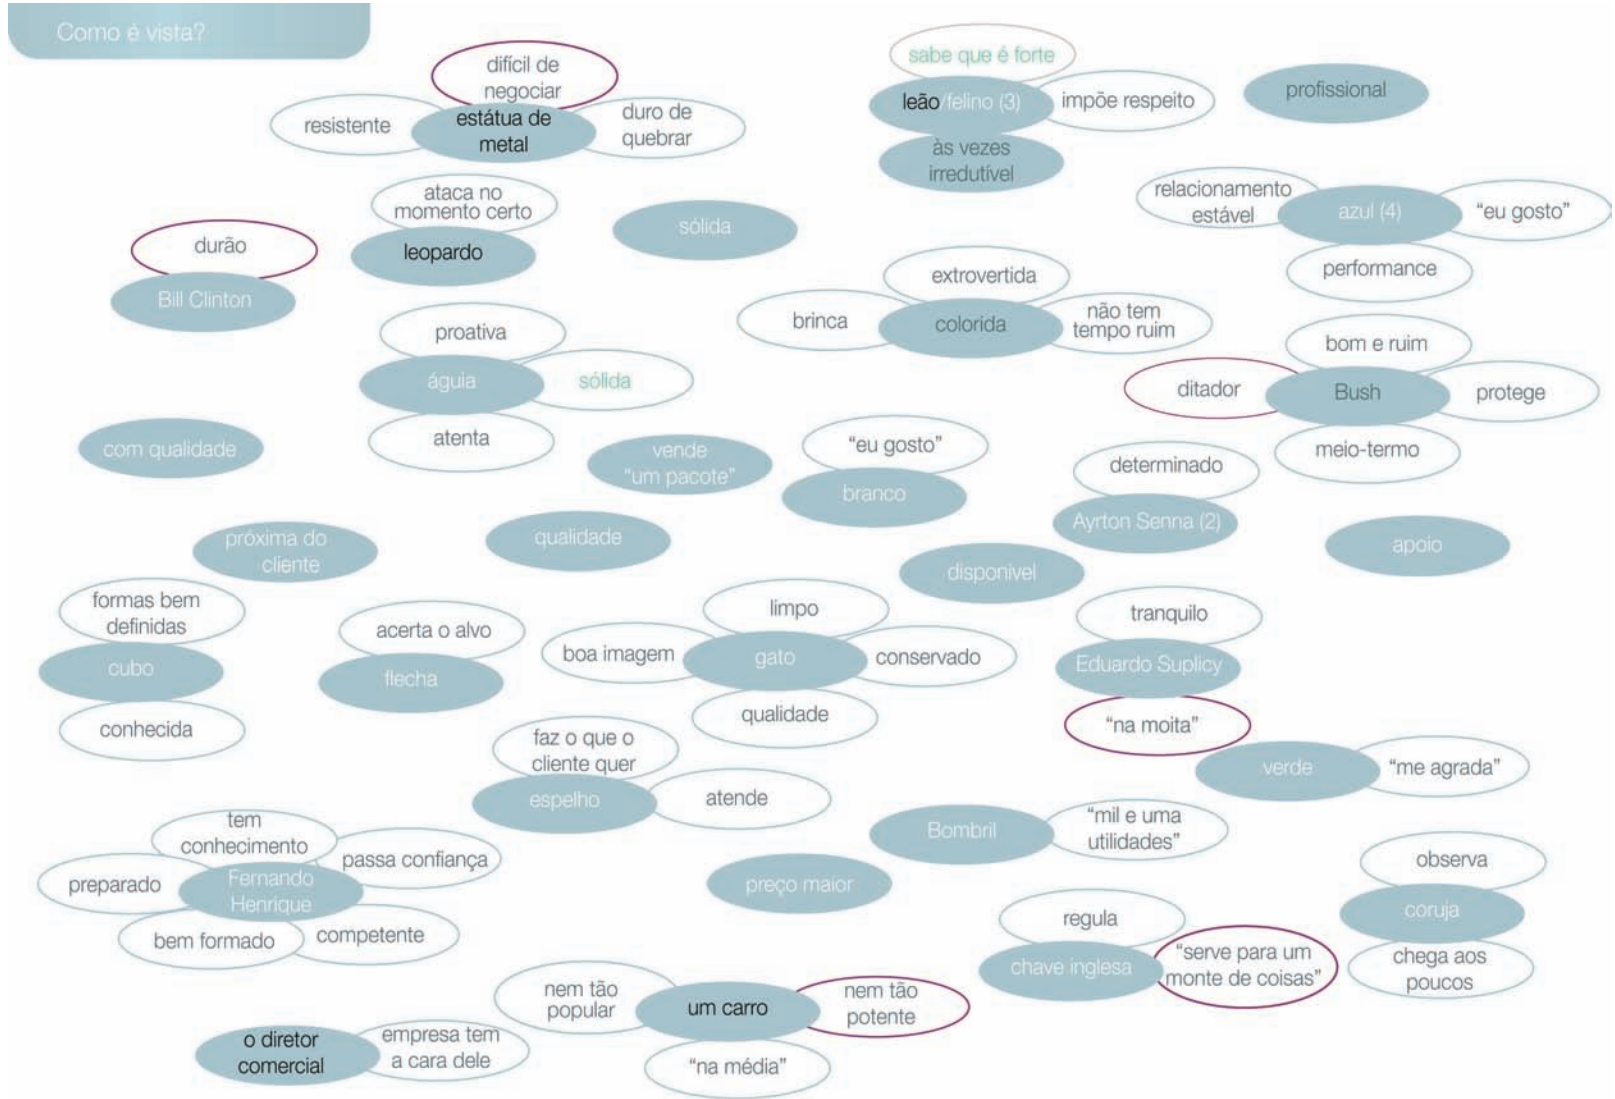 Como é vista?
difícil de
negociar
resistente
estátua de
metal
duro de
quebrar
sabe que é forte
leão/felino (3)
impõe respeito
às vezes
irredutível
profissional
ataca no
momento certo
leopardo
sólida
relacionamento
estável
azul (4)
“eu gosto”
performance
durão
Bill Clinton
extrovertida
brinca
colorida
não tem
tempo ruim
proativa
águia
sólida
atenta
bom e ruim
ditador
Bush
protege
meio-termo
com qualidade
vende
“um pacote”
“eu gosto”
branco
determinado
Ayrton Senna (2)
próxima do
cliente
qualidade
disponivel
apoio
formas bem
definidas
cubo
conhecida
acerta o alvo
flecha
limpo
boa imagem
gato
conservado
qualidade
tranquilo
Eduardo Suplicy
“na moita”
faz o que o
cliente quer
espelho
atende
verde
“me agrada”
Bombril
“mil e uma
utilidades”
tem
conhecimento
passa confiança
preparado
Fernando
Henrique
bem formado
competente
preço maior
observa
coruja
chega aos
poucos
regula
chave inglesa
“serve para um
monte de coisas”
nem tão
popular
um carro
nem tão
potente
“na média”
o diretor
comercial
empresa tem
a cara dele